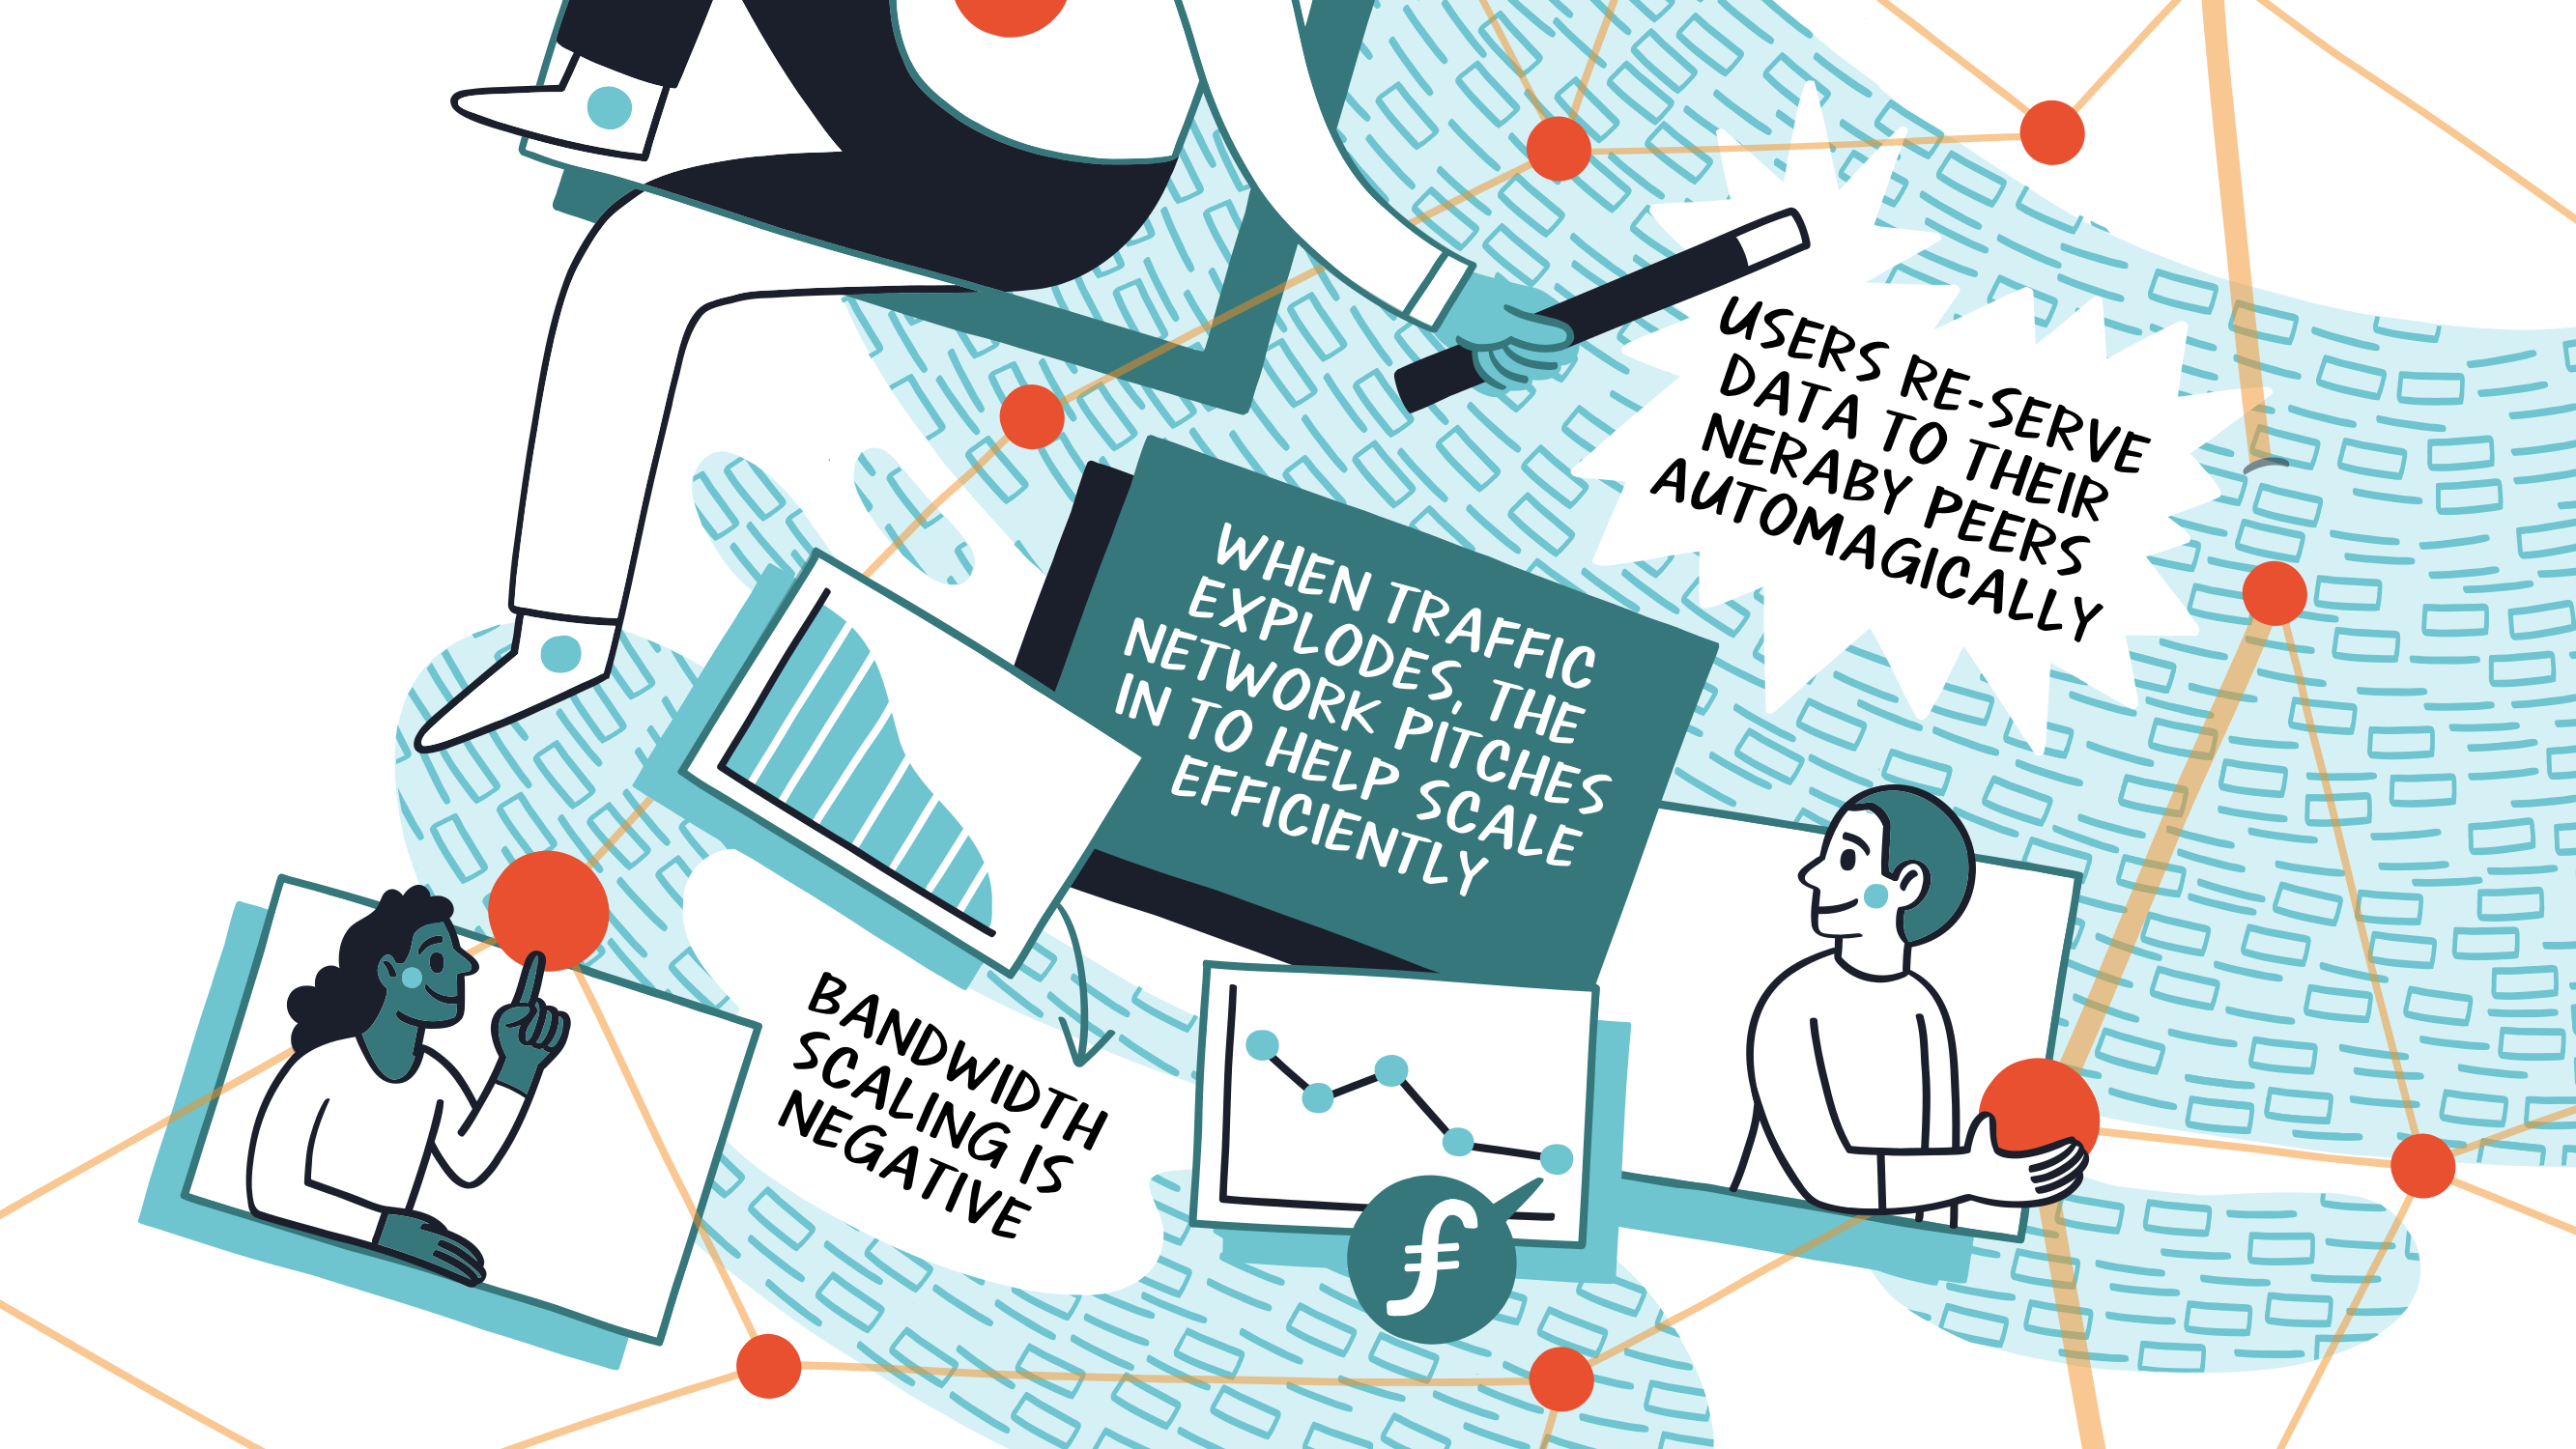 USERS RE-SERVE
DATA TO THEIR
NERABY PEERS
AUTOMAGICALLY
WHEN TRAFFIC
EXPLODES, THE
NETWORK PITCHES
IN TO HELP SCALE
EFFICIENTLY
BANDWIDTH
SCALING IS
NEGATIVE